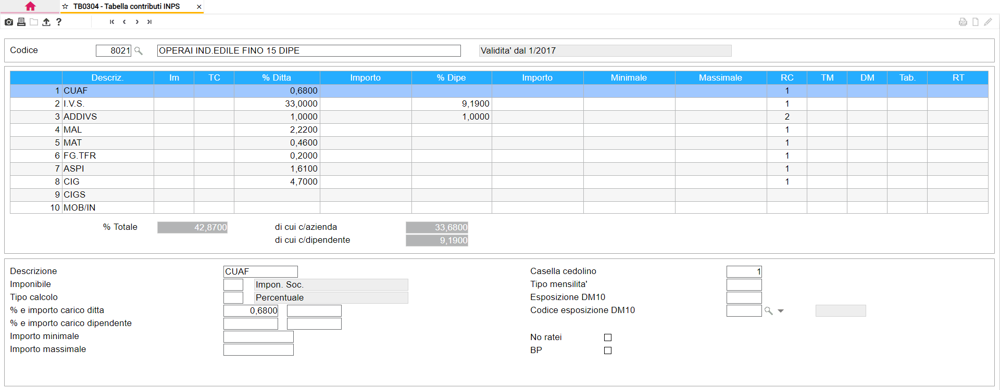 TB0304 - Tabella contributi INPS
Codice 8021 OPERAI IND.EDILE FINO 15 DIPE Validita' dal 1/2017
Descriz. Im TC % Ditta Importo % Dipe Importo Minimale Massimale RC TM DM Tab. RT
1 CUAF 0,6800 1
2 I.V.S. 33,0000 9,1900 1
3 ADDIVS 1,0000 1,0000 2
4 MAL 2,2200 1
5 MAT 0,4600 1
6 FG.TFR 0,2000 1
7 ASPI 1,6100 1
8 CIG 4,7000 1
9 CIGS
10 MOB/IN
% Totale 42,8700 di cui c/azienda 33,6800
di cui c/dipendente 9,1900
Descrizione CUAF
Imponibile Impon. Soc.
Tipo calcolo Percentuale
% e importo carico ditta 0,6800
% e importo carico dipendente
Importo minimale
Importo massimale
Casella cedolino 1
Tipo mensilita'
Esposizione DM10
Codice esposizione DM10
No ratei
BP